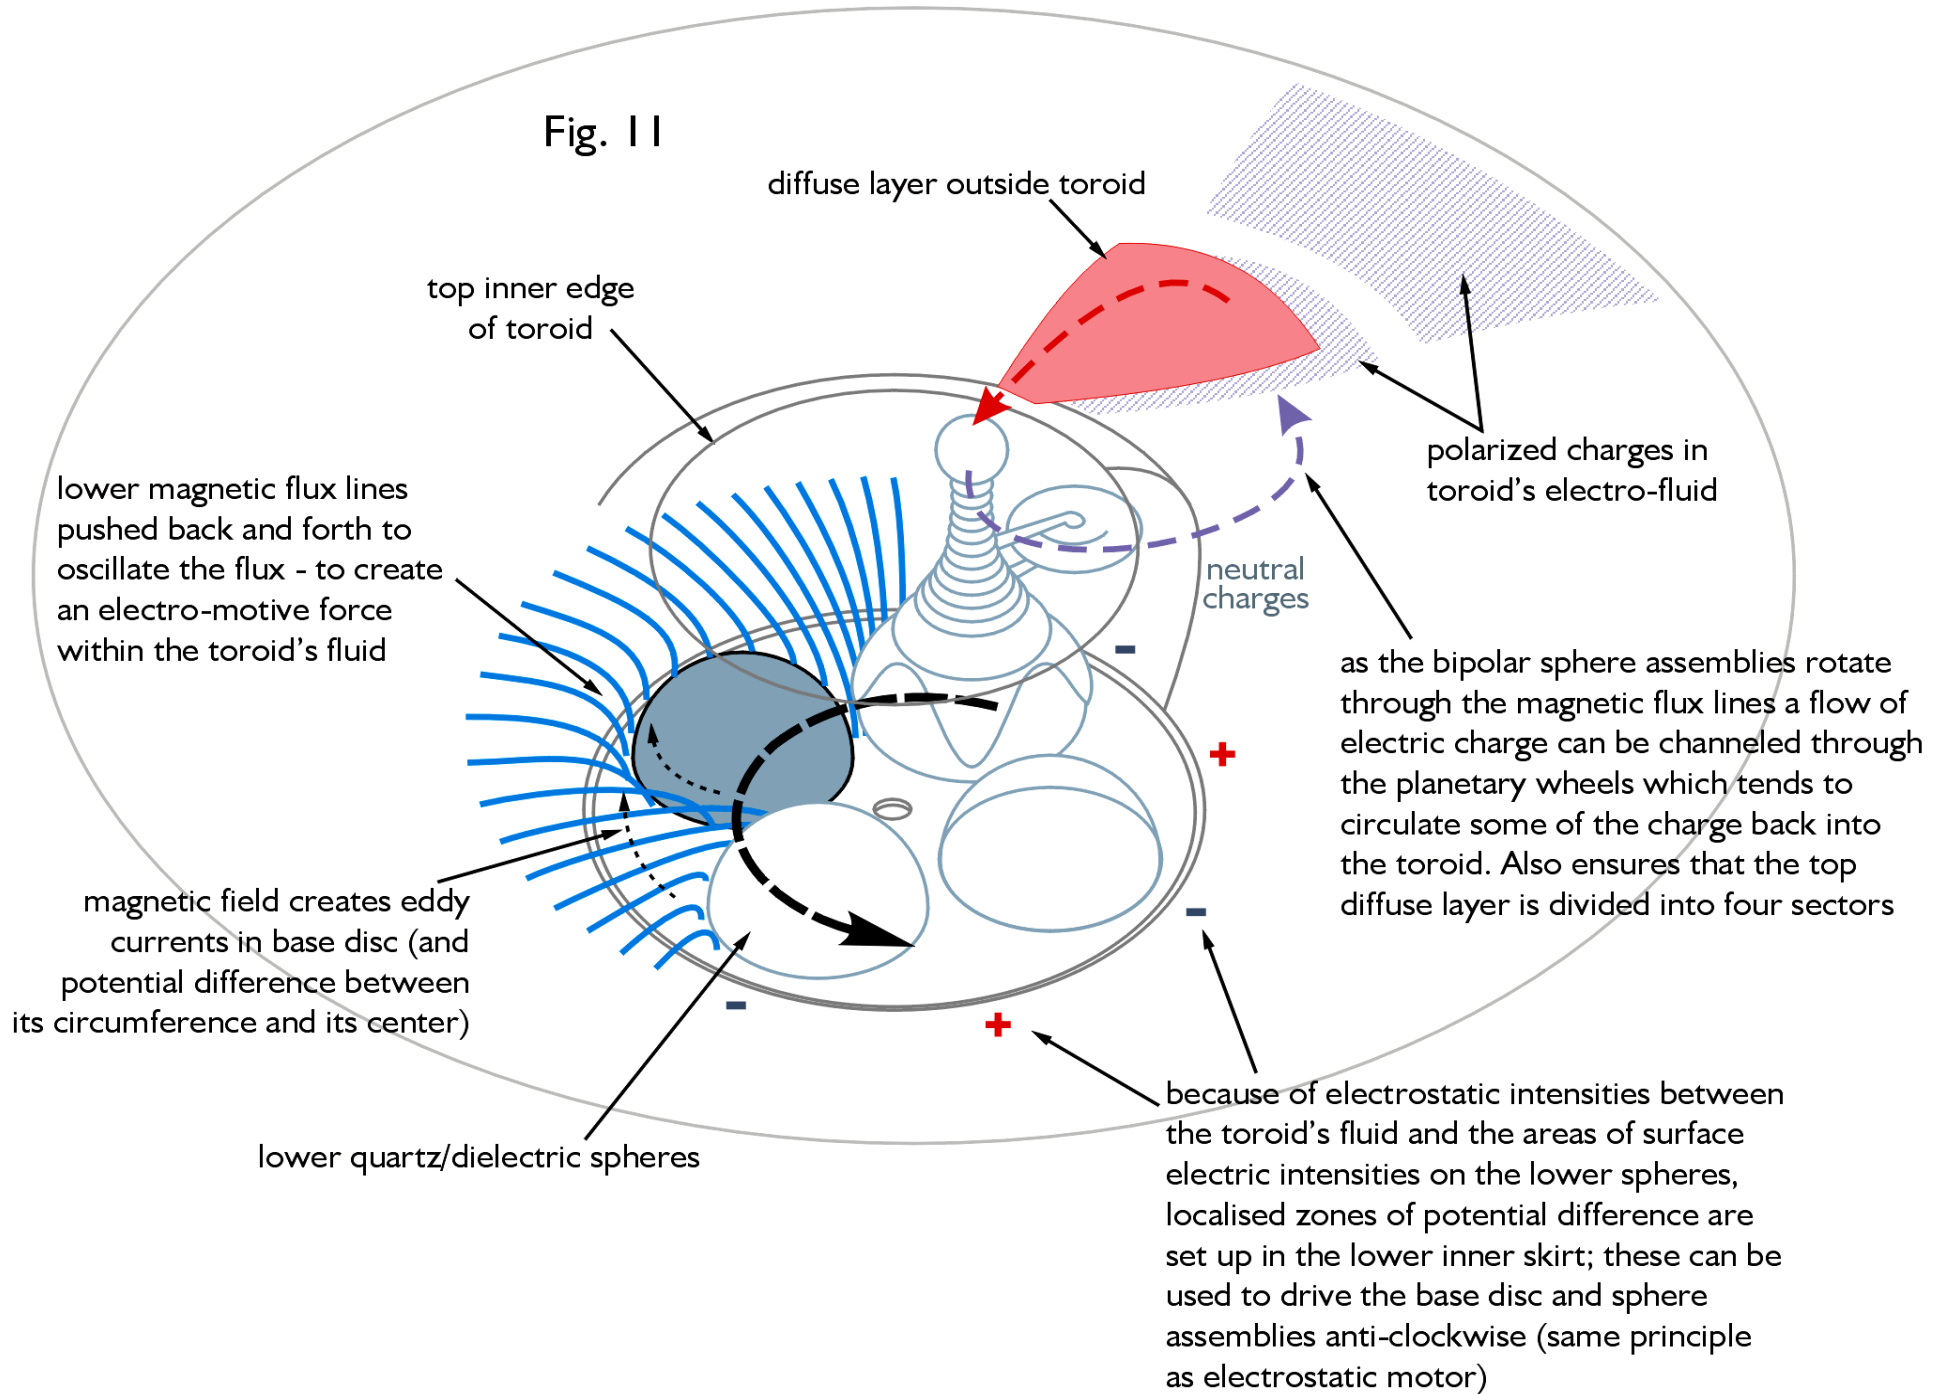 Fig. 11
diffuse layer outside toroid
top inner edge
of toroid
polarized charges in
toroid's electro-fluid
lower magnetic flux lines
pushed back and forth to
oscillate the flux - to create
an electro-motive force
within the toroid's fluid
neutral
charges
-
as the bipolar sphere assemblies rotate
through the magnetic flux lines a flow of
electric charge can be channeled through
the planetary wheels which tends to
circulate some of the charge back into
the toroid. Also ensures that the top
diffuse layer is divided into four sectors
+
-
magnetic field creates eddy
currents in base disc (and
potential difference between
its circumference and its center)
-
+
lower quartz/dielectric spheres
because of electrostatic intensities between
the toroid's fluid and the areas of surface
electric intensities on the lower spheres,
localised zones of potential difference are
set up in the lower inner skirt; these can be
used to drive the base disc and sphere
assemblies anti-clockwise (same principle
as electrostatic motor)